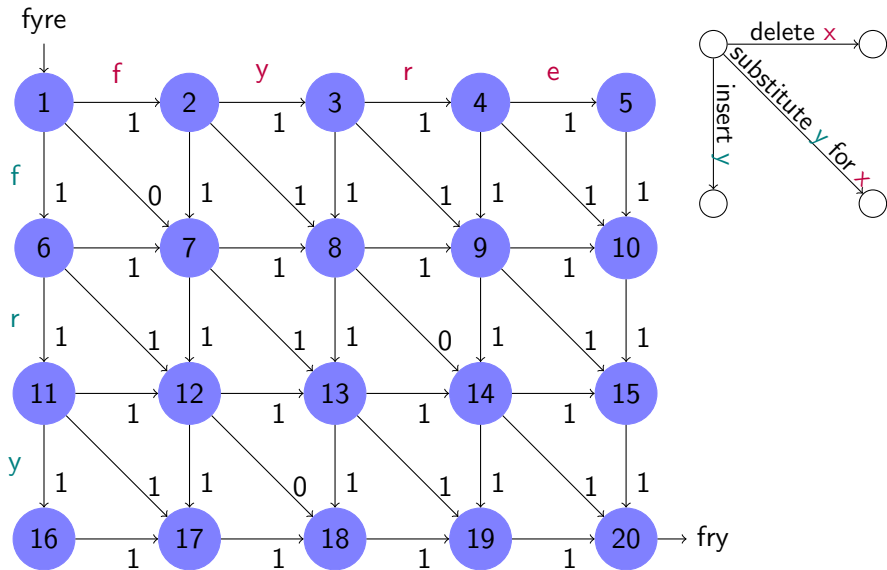 fyre
delete x
f y r e
1 2 3 4 5
substitute y for x
1 1 1 1
insert y
f
1 0 1 1 1 1 1 1 1
6 7 8 9 10
1 1 1 1
r
1 1 1 1 1 0 1 1 1
11 12 13 14 15
1 1 1 1
y
1 1 1 0 1 1 1 1 1
16 17 18 19 20 fry
1 1 1 1